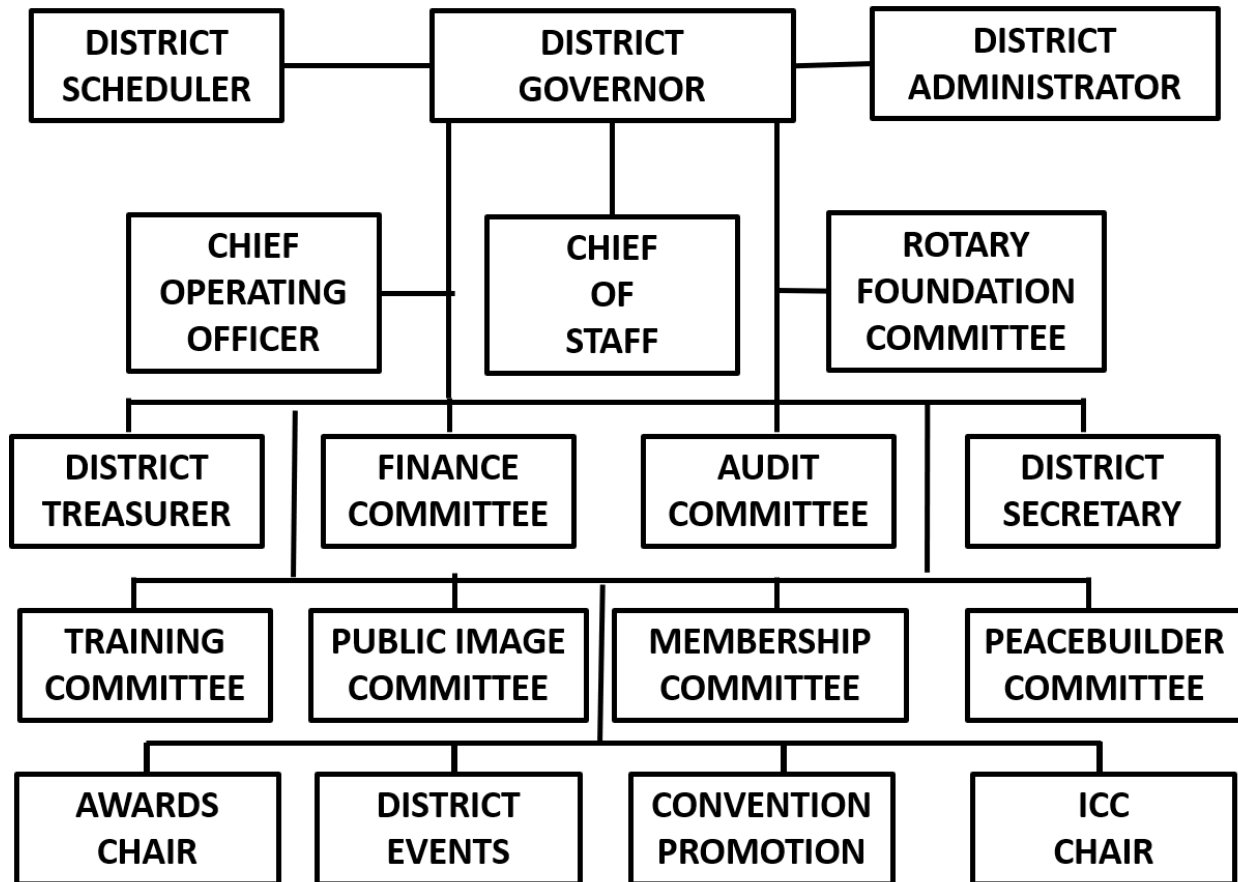 DISTRICT
SCHEDULER
DISTRICT
GOVERNOR
DISTRICT
ADMINISTRATOR
CHIEF
OPERATING
OFFICER
CHIEF
OF
STAFF
ROTARY
FOUNDATION
COMMITTEE
DISTRICT
TREASURER
FINANCE
COMMITTEE
AUDIT
COMMITTEE
DISTRICT
SECRETARY
TRAINING
COMMITTEE
PUBLIC IMAGE
COMMITTEE
MEMBERSHIP
COMMITTEE
PEACEBUILDER
COMMITTEE
AWARDS
CHAIR
DISTRICT
EVENTS
CONVENTION
PROMOTION
ICC
CHAIR